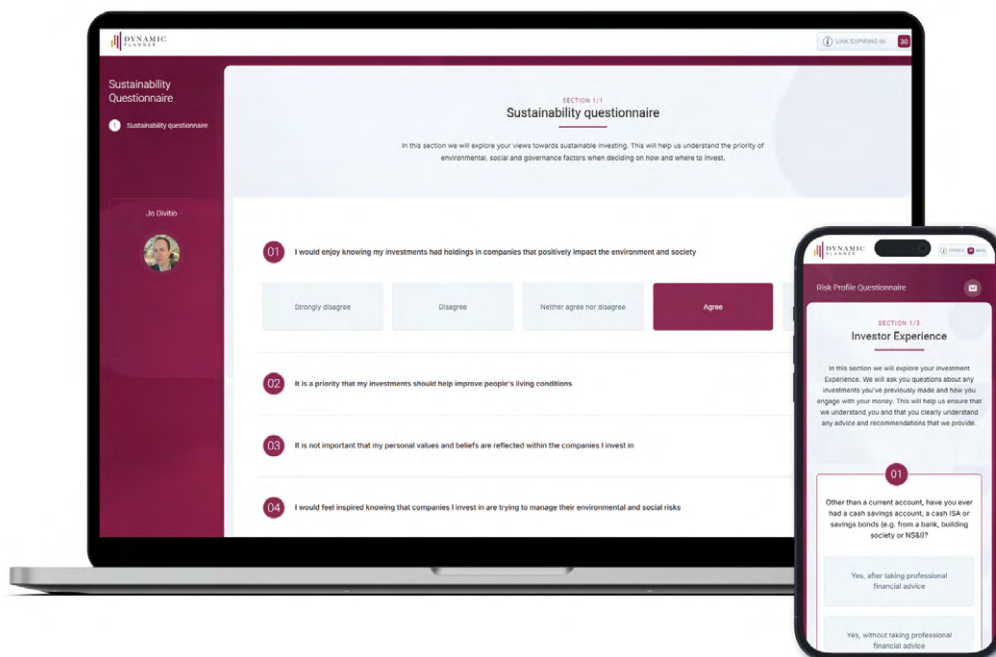 DYNAMIC
PLANNER
LINK EXPIRING IN 30
Sustainability
Questionnaire
1 Sustainability questionnaire
Jo Divitio
SECTION 1/1
Sustainability questionnaire
In this section we will explore your views towards sustainable investing. This will help us understand the priority of
environmental, social and governance factors when deciding on how and where to invest.
01 I would enjoy knowing my investments had holdings in companies that positively impact the environment and society
Strongly disagree Disagree Neither agree nor disagree Agree
02 It is a priority that my investments should help improve people's living conditions
03 It is not important that my personal values and beliefs are reflected within the companies I invest in
04 I would feel inspired knowing that companies I invest in are trying to manage their environmental and social risks
DYNAMIC
PLANNER
Risk Profile Questionnaire
SECTION 1/3
Investor Experience
In this section we will explore your Investment
Experience. We will ask you questions about any
investments you've previously made and how you
engage with your money. This will help us ensure that
we understand you and that you clearly understand
any advice and recommendations that we provide.
01
Other than a current account, have you ever
had a cash savings account, a cash ISA or
savings bonds (e.g. from a bank, building
society or NS&I)?
Yes, after taking professional
financial advice
Yes, without taking professional
financial advice